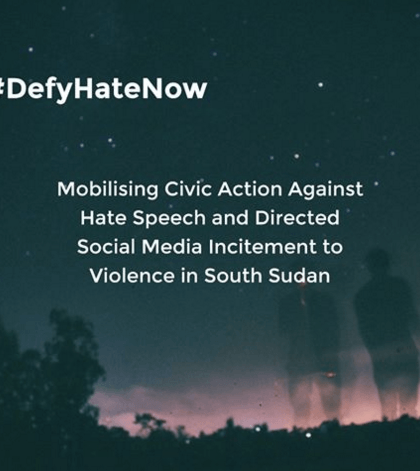 #DefyHateNow
Mobilising Civic Action Against
Hate Speech and Directed
Social Media Incitement to
Violence in South Sudan